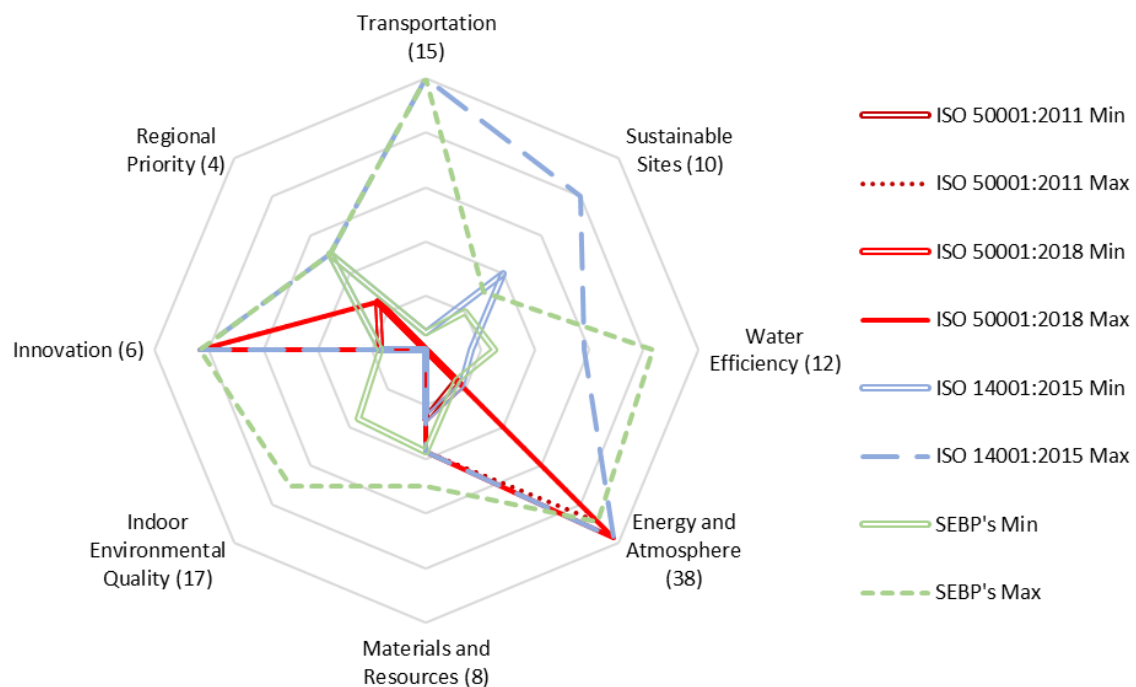 Transportation
(15)
Regional
Priority (4)
Sustainable
Sites (10)
Innovation (6)
Water
Efficiency (12)
Indoor
Environmental
Quality (17)
Energy and
Atmosphere
(38)
Materials and
Resources (8)
ISO 50001:2011 Min
ISO 50001:2011 Max
ISO 50001:2018 Min
ISO 50001:2018 Max
ISO 14001:2015 Min
ISO 14001:2015 Max
SEBP's Min
SEBP's Max